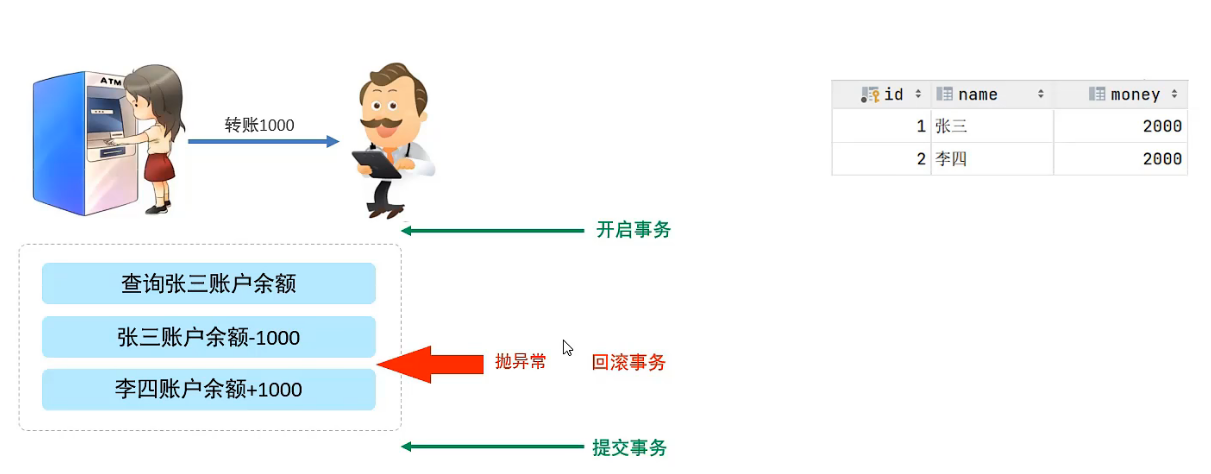 ATM
转账1000
id name money
1 张三 2000
2 李四 2000
开启事务
查询张三账户余额
张三账户余额-1000
抛异常 回滚事务
李四账户余额+1000
提交事务